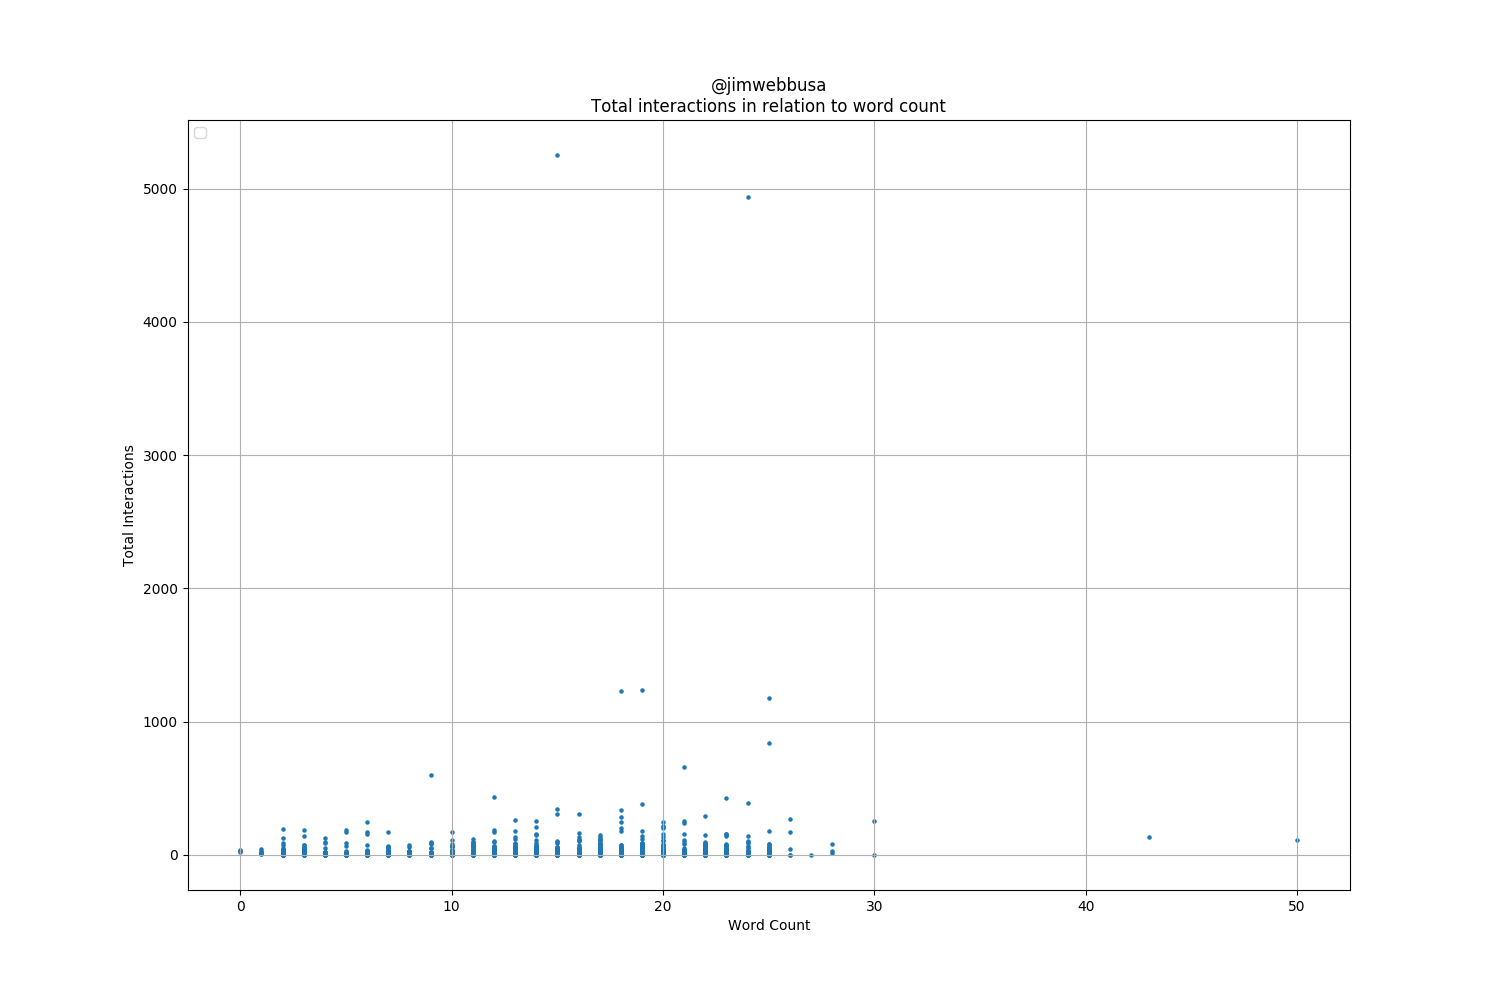 @jimwebbusa
Total interactions in relation to word count
5000
4000
3000
2000
1000
0
Total Interactions
0 10 20 30 40 50
Word Count